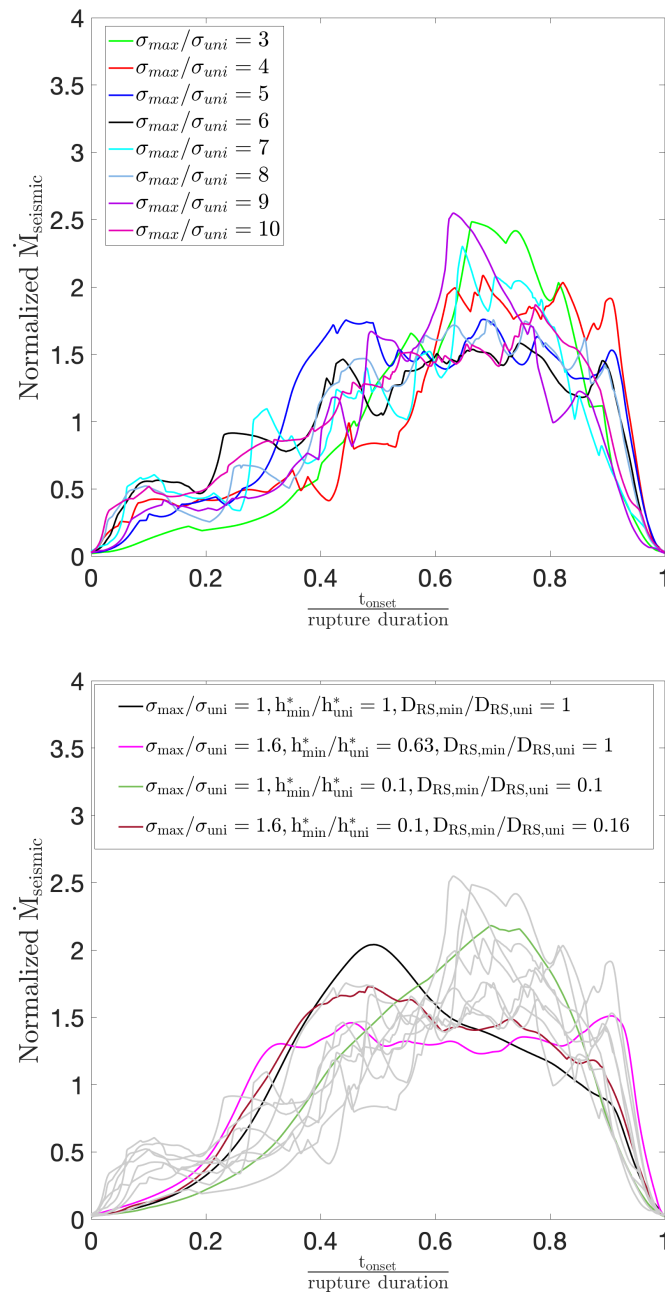 4
σmax/σuni = 3
σmax/σuni = 4
3.5
σmax/σuni = 5
σmax/σuni = 6
3
σmax/σuni = 7
σmax/σuni = 8
σmax/σuni = 9
2.5
σmax/σuni = 10
2
1.5
1
0.5
0
Normalized Ṁseismic
0 0.2 0.4 0.6 0.8 1
tonset
rupture duration
4
σmax/σuni = 1, h*min/h*uni = 1, DRS,min/DRS,uni = 1
3.5
σmax/σuni = 1.6, h*min/h*uni = 0.63, DRS,min/DRS,uni = 1
σmax/σuni = 1, h*min/h*uni = 0.1, DRS,min/DRS,uni = 0.1
3
σmax/σuni = 1.6, h*min/h*uni = 0.1, DRS,min/DRS,uni = 0.16
2.5
2
1.5
1
0.5
0
Normalized Ṁseismic
0 0.2 0.4 0.6 0.8 1
tonset
rupture duration